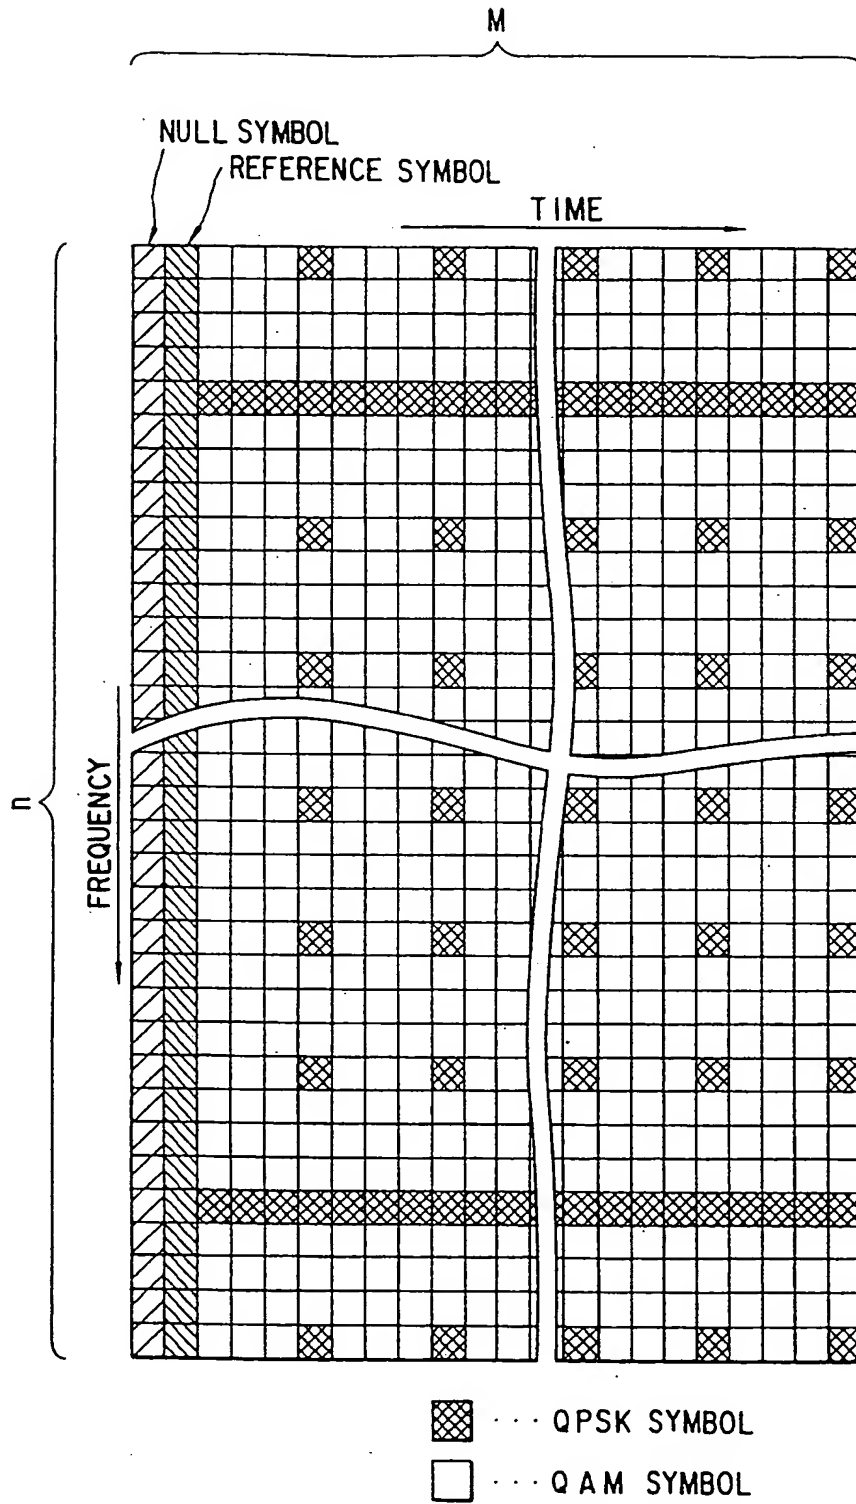 M
NULL SYMBOL
REFERENCE SYMBOL
TIME
n
FREQUENCY
··· QPSK SYMBOL
··· QAM SYMBOL